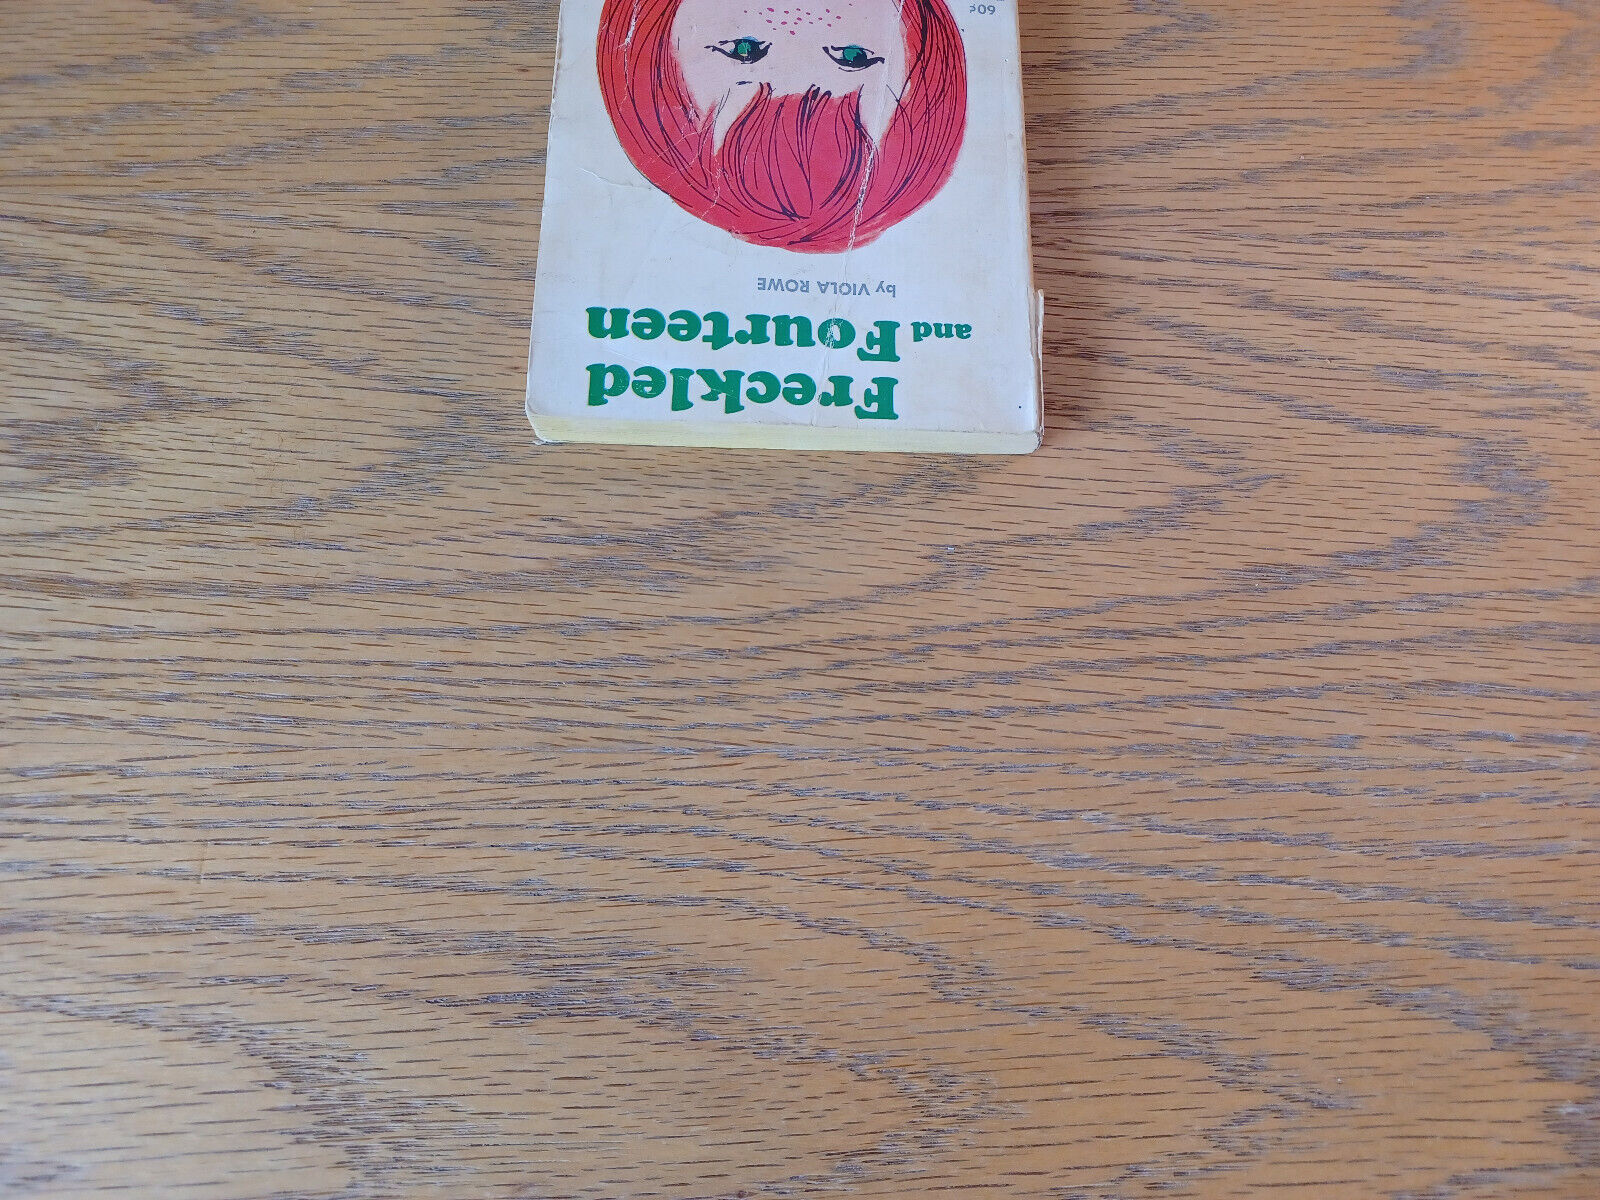 Freckled
and Fourteen
by VIOLA ROWE
60¢